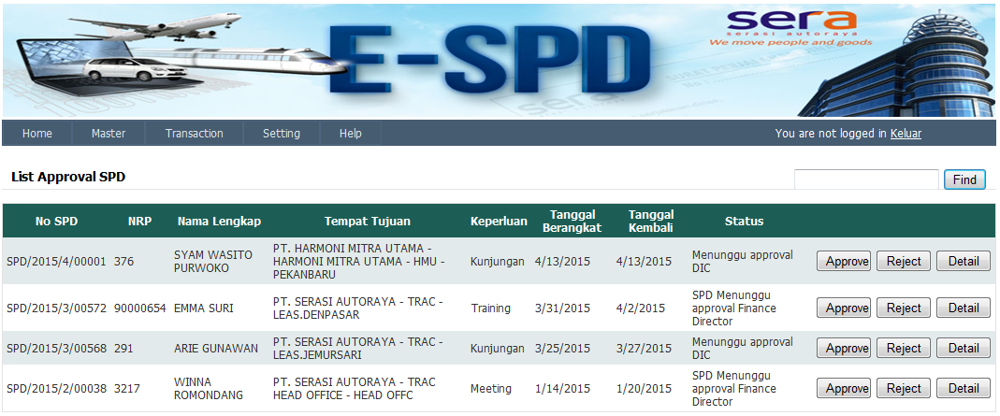 sera
serasi autoraya
We move people and goods
E-SPD
sera
Home Master Transaction Setting Help You are not logged in Keluar
List Approval SPD Find
No SPD NRP Nama Lengkap Tempat Tujuan Keperluan Tanggal Berangkat Tanggal Kembali Status
SPD/2015/4/00001 376 SYAM WASITO PURWOKO PT. HARMONI MITRA UTAMA - HARMONI MITRA UTAMA - HMU - PEKANBARU Kunjungan 4/13/2015 4/13/2015 Menunggu approval DIC Approve Reject Detail
SPD/2015/3/00572 90000654 EMMA SURI PT. SERASI AUTORAYA - TRAC - LEAS.DENPASAR Training 3/31/2015 4/2/2015 SPD Menunggu approval Finance Director Approve Reject Detail
SPD/2015/3/00568 291 ARIE GUNAWAN PT. SERASI AUTORAYA - TRAC - LEAS.JEMURSARI Kunjungan 3/25/2015 3/27/2015 Menunggu approval DIC Approve Reject Detail
SPD/2015/2/00038 3217 WINNA ROMONDANG PT. SERASI AUTORAYA - TRAC HEAD OFFICE - HEAD OFFC Meeting 1/14/2015 1/20/2015 SPD Menunggu approval Finance Director Approve Reject Detail